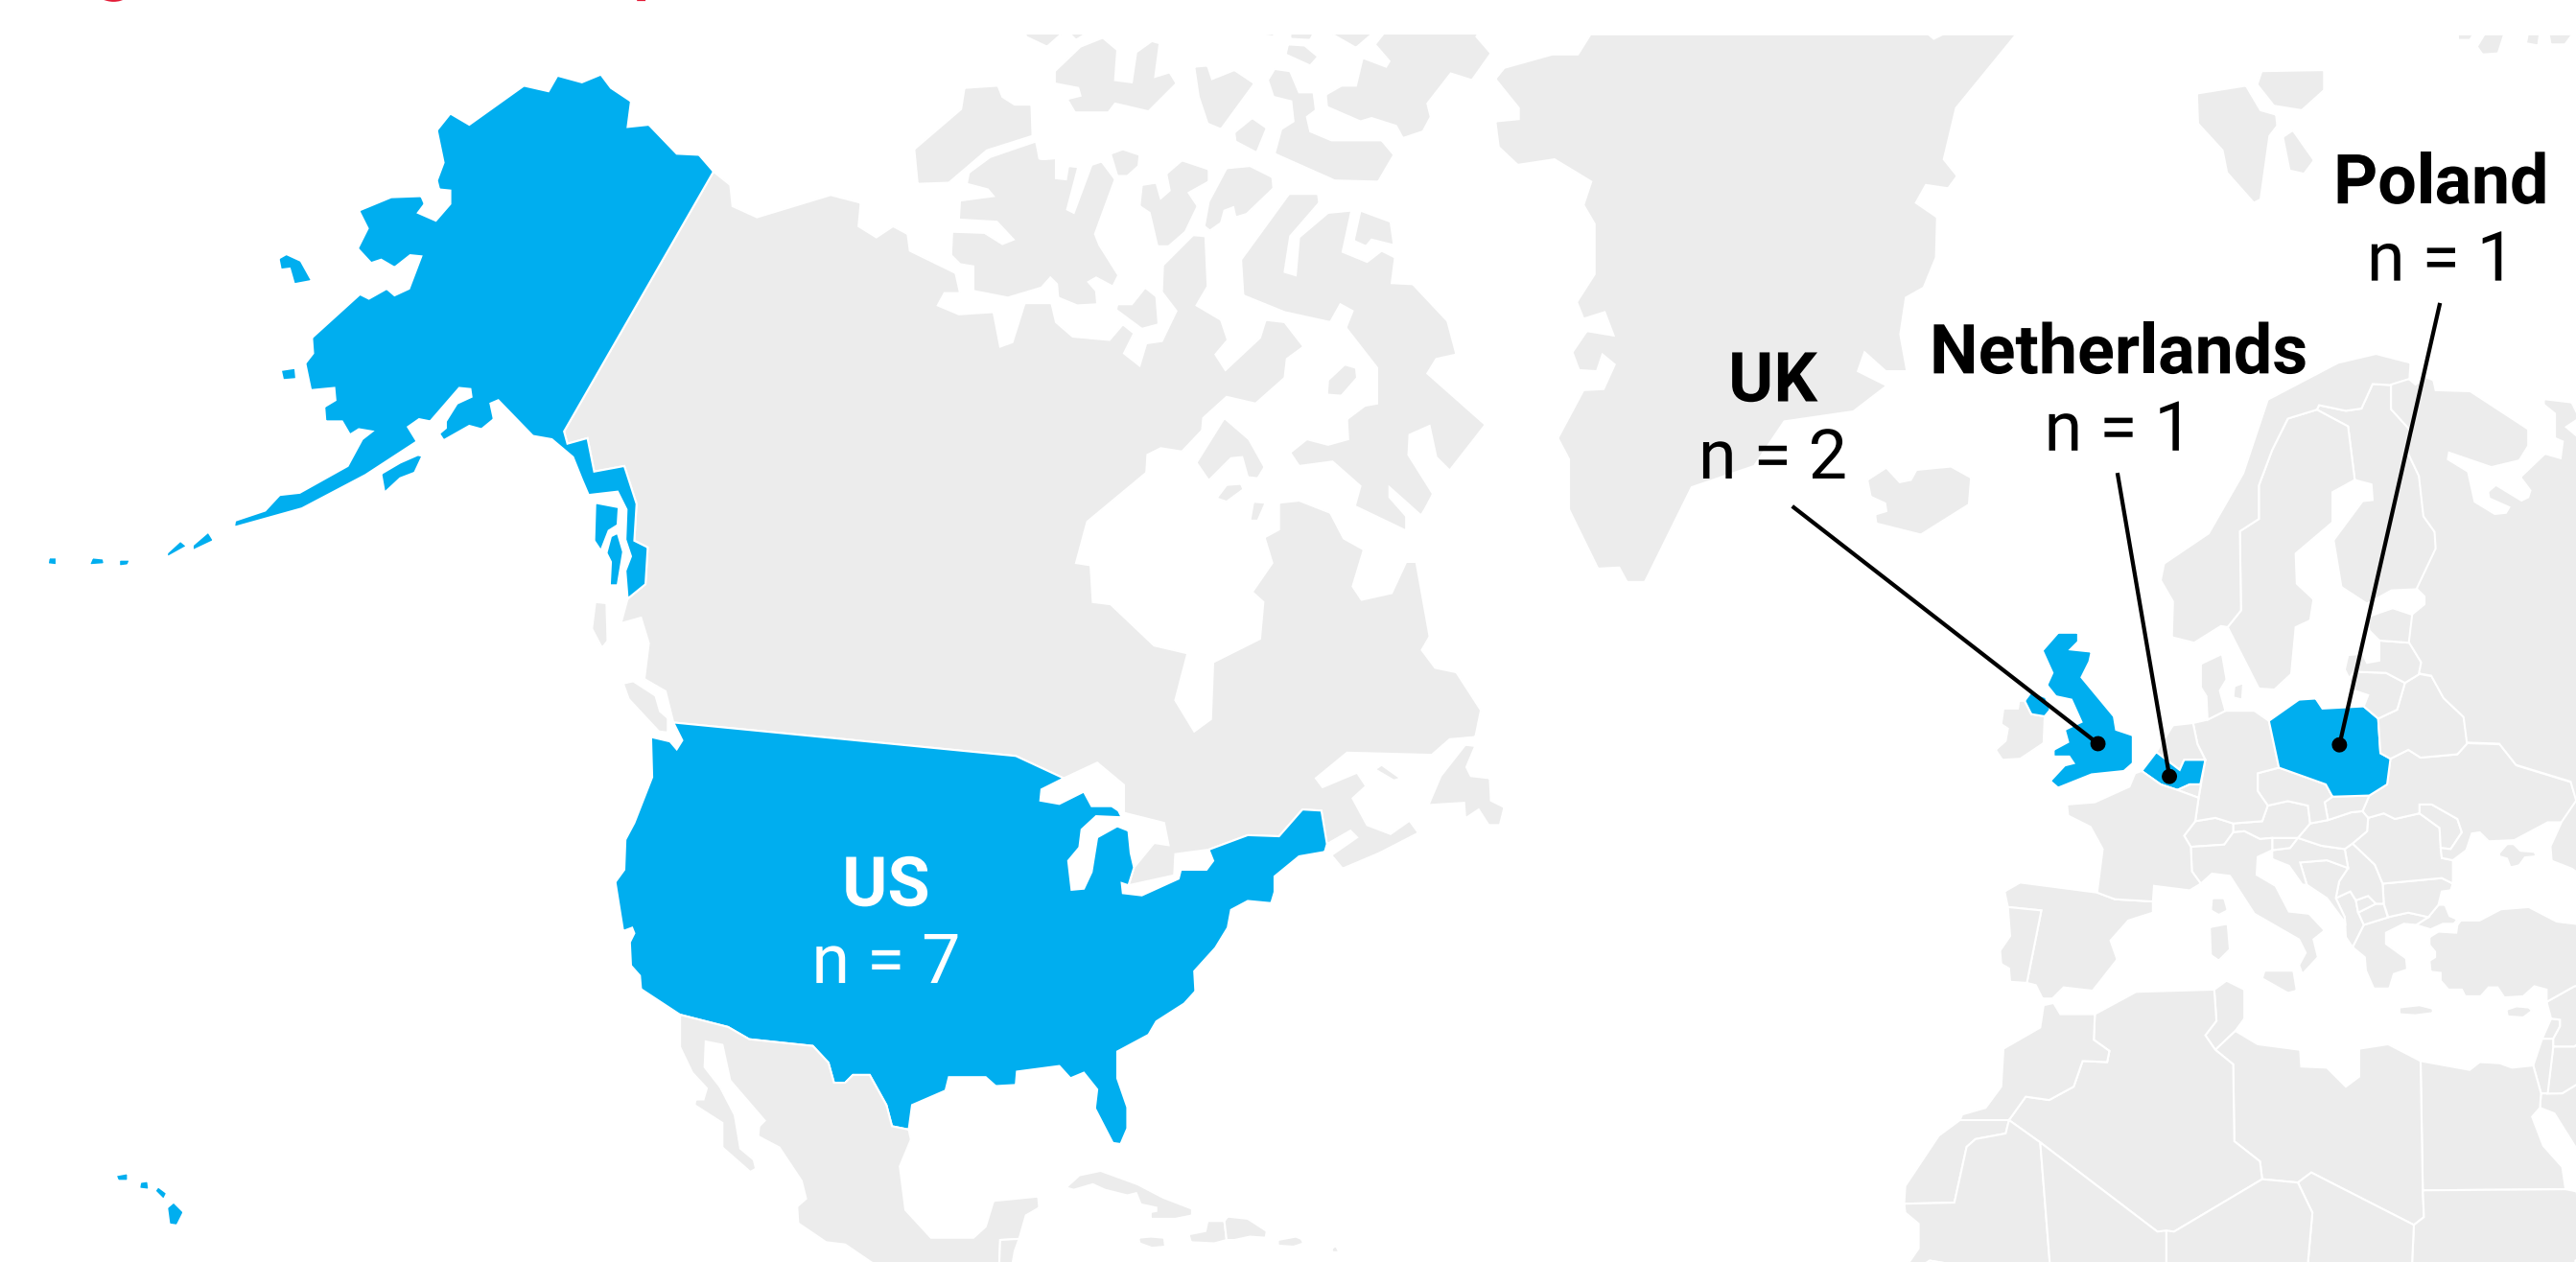 Poland
n = 1
Netherlands
n = 1
UK
n = 2
US
n = 7